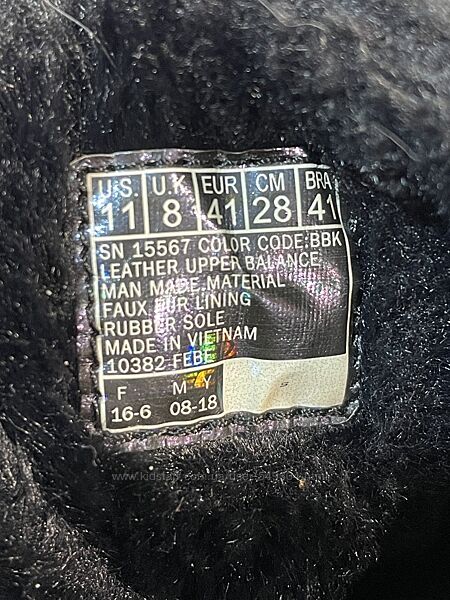 U.S. U.K EUR CM BRA
11 8 41 28 41
SN 15567 COLOR CODE:BBK
LEATHER UPPER BALANCE
MAN MADE MATERIAL
FAUX FUR LINING
RUBBER SOLE
MADE IN VIETNAM
10382-FEBE
F M Y
16-6 08-18